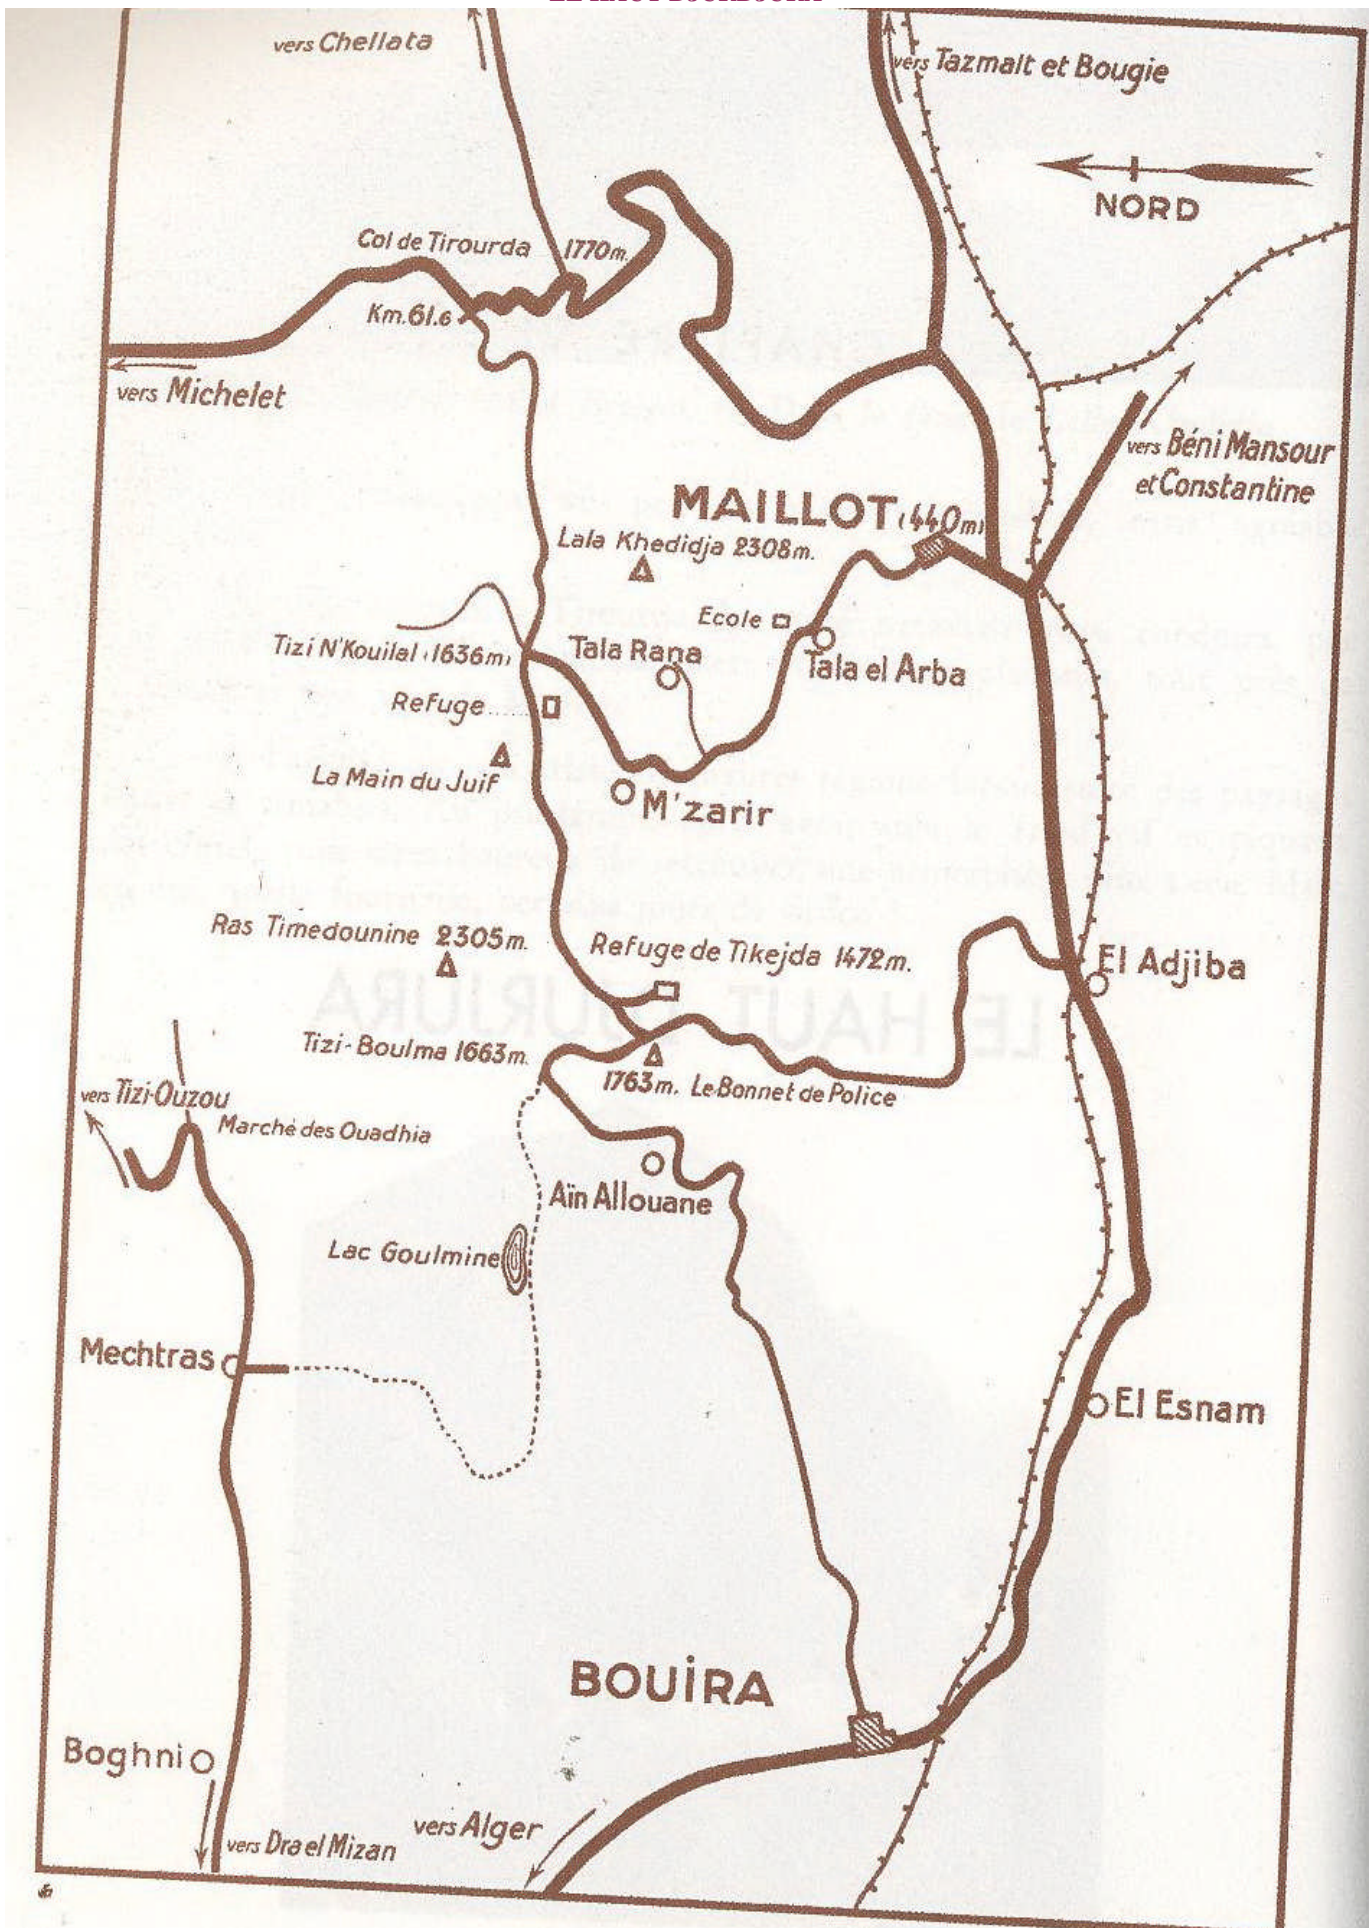 vers Chellata
vers Tazmalt et Bougie
NORD
Col de Tirourda 1770m.
Km.61.6
vers Michelet
vers Béni Mansour
et Constantine
MAILLOT (440m)
Lala Khedidja 2308m.
Ecole
Tizi N'Kouilal (1636m)
Tala Rana
Tala el Arba
Refuge
La Main du Juif
M'zarir
Ras Timedounine 2305m.
Refuge de Tikejda 1472m.
El Adjiba
Tizi-Boulma 1663m.
1763m. Le Bonnet de Police
vers Tizi-Ouzou
Marché des Ouadhia
Aïn Allouane
Lac Goulmine
Mechtras
El Esnam
BOUiRA
Boghni
vers Alger
vers Dra el Mizan